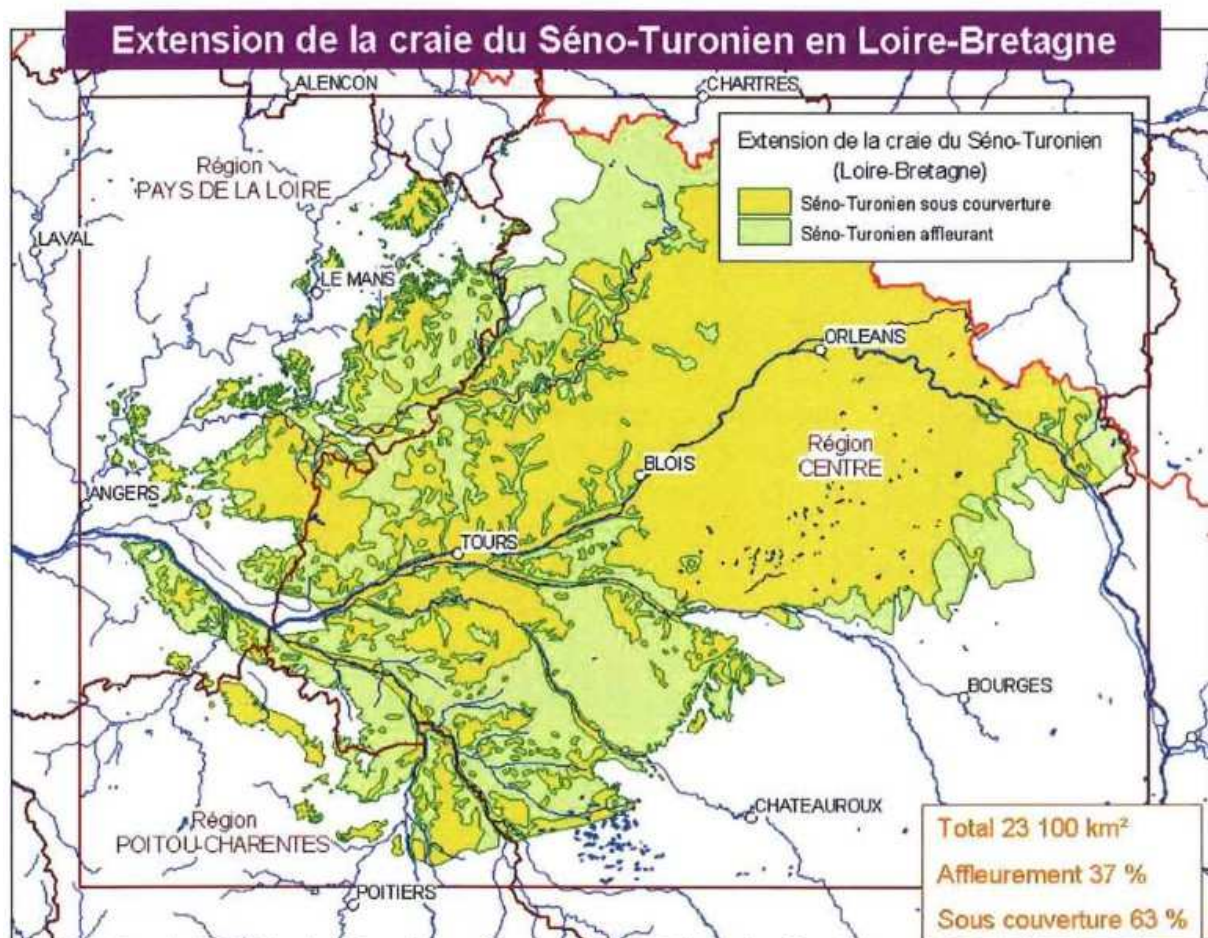 Extension de la craie du Séno-Turonien en Loire-Bretagne
ALENCON
CHARTRES
Extension de la craie du Séno-Turonien
(Loire-Bretagne)
Séno-Turonien sous courverture
Séno-Turonien affleurant
Région
PAYS DE LA LOIRE
LAVAL
LE MANS
ORLEANS
Région
CENTRE
BLOIS
ANGERS
TOURS
BOURGES
CHATEAUROUX
Région
POITOU-CHARENTES
POITIERS
Total 23 100 km²
Affleurement 37 %
Sous couverture 63 %